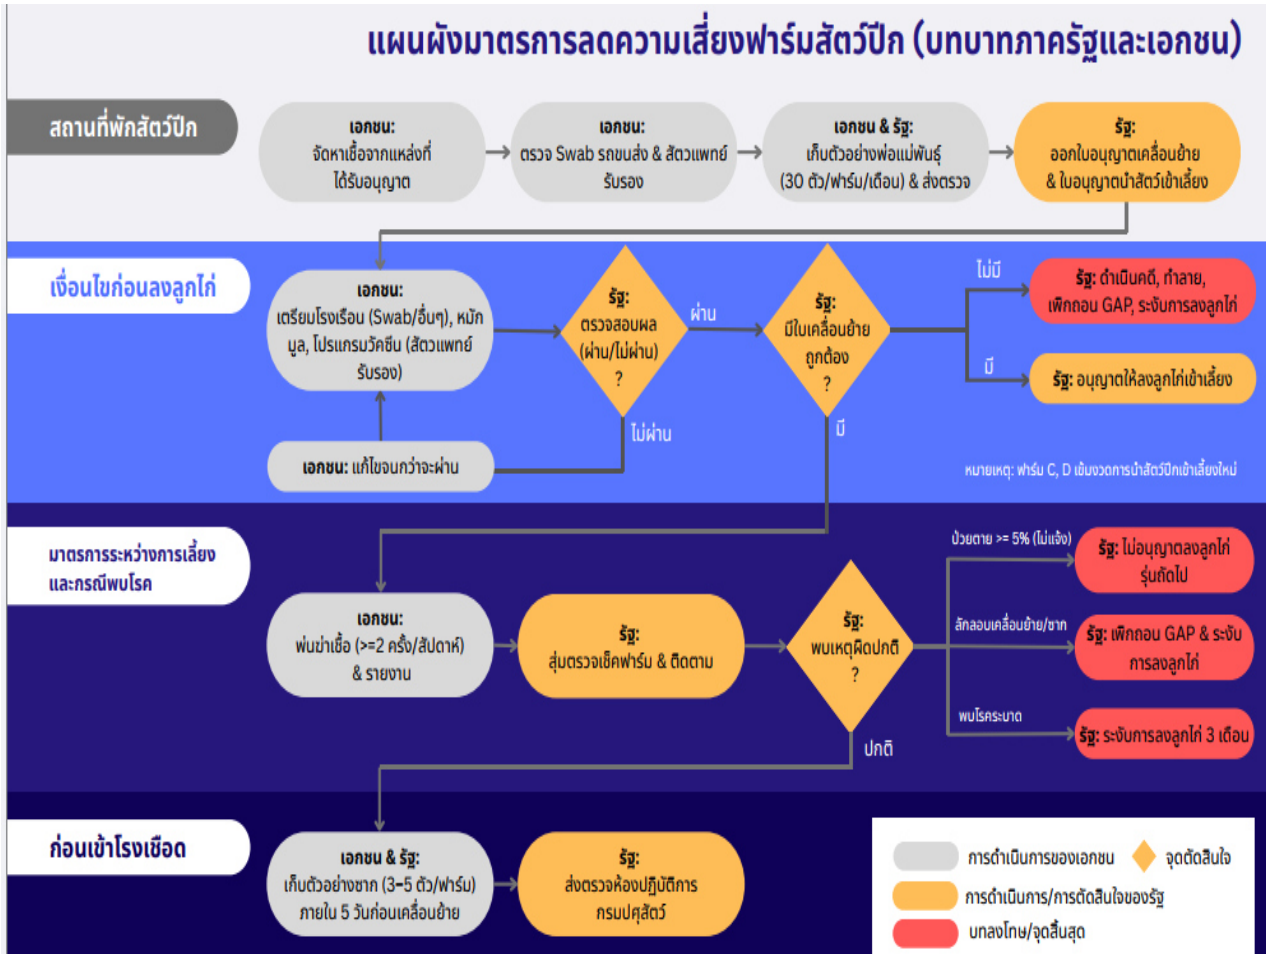 แผนผังมาตรการลดความเสี่ยงฟาร์มสัตว์ปีก (บทบาทภาครัฐและเอกชน)
สถานที่พักสัตว์ปีก
เอกชน:
จัดหาเชื้อจากแหล่งที่
ได้รับอนุญาต
เอกชน:
ตรวจ Swab รถขนส่ง & สัตวแพทย์
รับรอง
เอกชน & รัฐ:
เก็บตัวอย่างพ่อแม่พันธุ์
(30 ตัว/ฟาร์ม/เดือน) & ส่งตรวจ
รัฐ:
ออกใบอนุญาตเคลื่อนย้าย
& ใบอนุญาตนำสัตว์เข้าเลี้ยง
เงื่อนไขก่อนลงลูกไก่
เอกชน:
เตรียมโรงเรือน (Swab/อื่นๆ), หมัก
มูล, โปรแกรมวัคซีน (สัตวแพทย์
รับรอง)
รัฐ:
ตรวจสอบผล
(ผ่าน/ไม่ผ่าน)
?
ผ่าน
ไม่ผ่าน
เอกชน: แก้ไขจนกว่าจะผ่าน
รัฐ:
มีใบเคลื่อนย้าย
ถูกต้อง
?
มี
ไม่มี
รัฐ: ดำเนินคดี, ทำลาย,
เพิกถอน GAP, ระงับการลงลูกไก่
มี
รัฐ: อนุญาตให้ลงลูกไก่เข้าเลี้ยง
หมายเหตุ: ฟาร์ม C, D เข้มงวดการนำสัตว์ปีกเข้าเลี้ยงใหม่
มาตรการระหว่างการเลี้ยง
และกรณีพบโรค
เอกชน:
พ่นฆ่าเชื้อ (>=2 ครั้ง/สัปดาห์)
& รายงาน
รัฐ:
สุ่มตรวจเช็คฟาร์ม & ติดตาม
รัฐ:
พบเหตุผิดปกติ
?
ปกติ
ป่วยตาย >= 5% (ไม่แจ้ง)
รัฐ: ไม่อนุญาตลงลูกไก่
รุ่นถัดไป
ลักลอบเคลื่อนย้าย/ซาก
รัฐ: เพิกถอน GAP & ระงับ
การลงลูกไก่
พบโรคระบาด
รัฐ: ระงับการลงลูกไก่ 3 เดือน
ก่อนเข้าโรงเชือด
เอกชน & รัฐ:
เก็บตัวอย่างซาก (3-5 ตัว/ฟาร์ม)
ภายใน 5 วันก่อนเคลื่อนย้าย
รัฐ:
ส่งตรวจห้องปฏิบัติการ
กรมปศุสัตว์
การดำเนินการของเอกชน
จุดตัดสินใจ
การดำเนินการ/การตัดสินใจของรัฐ
บทลงโทษ/จุดสิ้นสุด